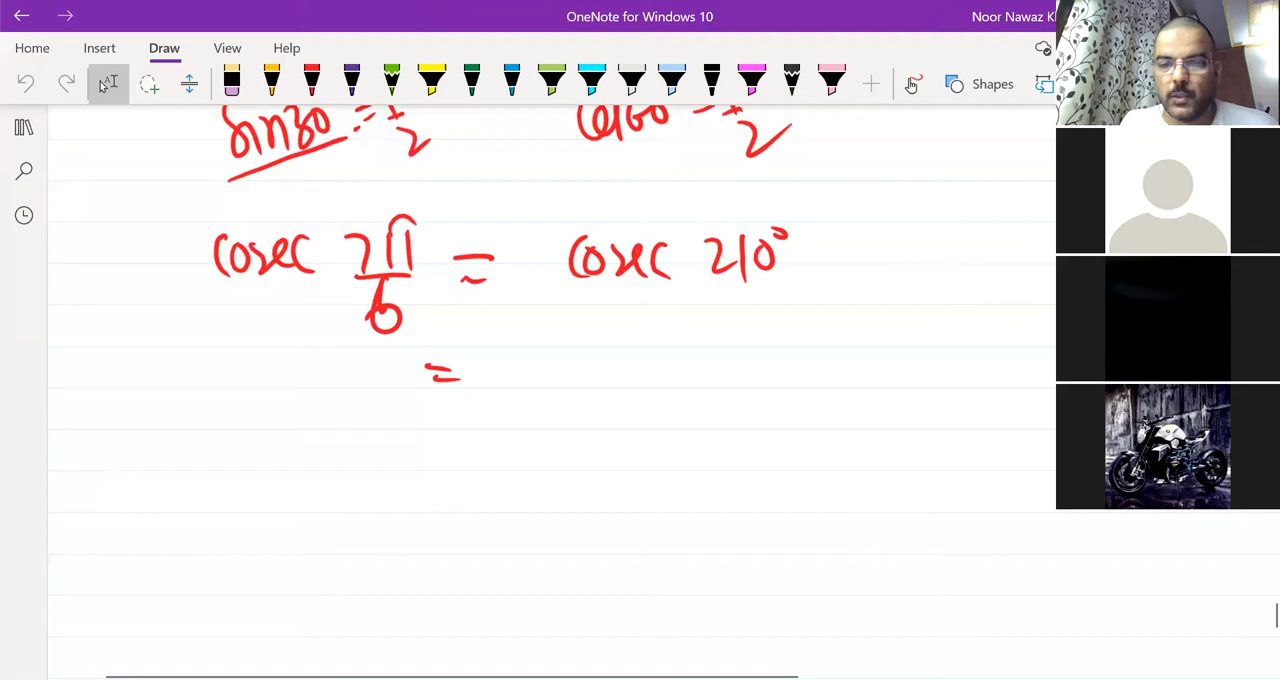 OneNote for Windows 10
Noor Nawaz K
Home Insert Draw View Help
Shapes
sin30 = 1/2 cos60 = 1/2
cosec 7π/6 = cosec 210°
=